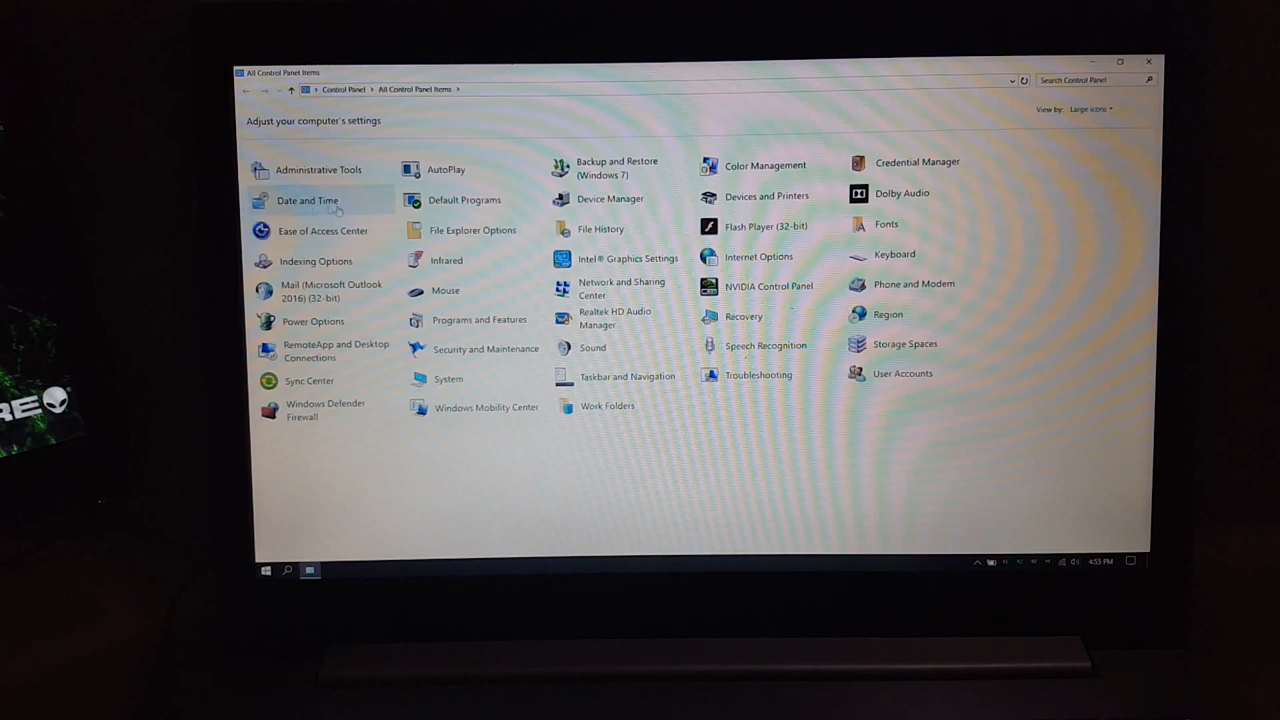 All Control Panel Items
Control Panel > All Control Panel Items >
Search Control Panel
Adjust your computer's settings
View by: Large icons
Administrative Tools
AutoPlay
Backup and Restore
(Windows 7)
Color Management
Credential Manager
Date and Time
Default Programs
Device Manager
Devices and Printers
Dolby Audio
Ease of Access Center
File Explorer Options
File History
Flash Player (32-bit)
Fonts
Indexing Options
Infrared
Intel® Graphics Settings
Internet Options
Keyboard
Mail (Microsoft Outlook
2016) (32-bit)
Mouse
Network and Sharing
Center
NVIDIA Control Panel
Phone and Modem
Power Options
Programs and Features
Realtek HD Audio
Manager
Recovery
Region
RemoteApp and Desktop
Connections
Security and Maintenance
Sound
Speech Recognition
Storage Spaces
Sync Center
System
Taskbar and Navigation
Troubleshooting
User Accounts
Windows Defender
Firewall
Windows Mobility Center
Work Folders
4:55 PM
RE